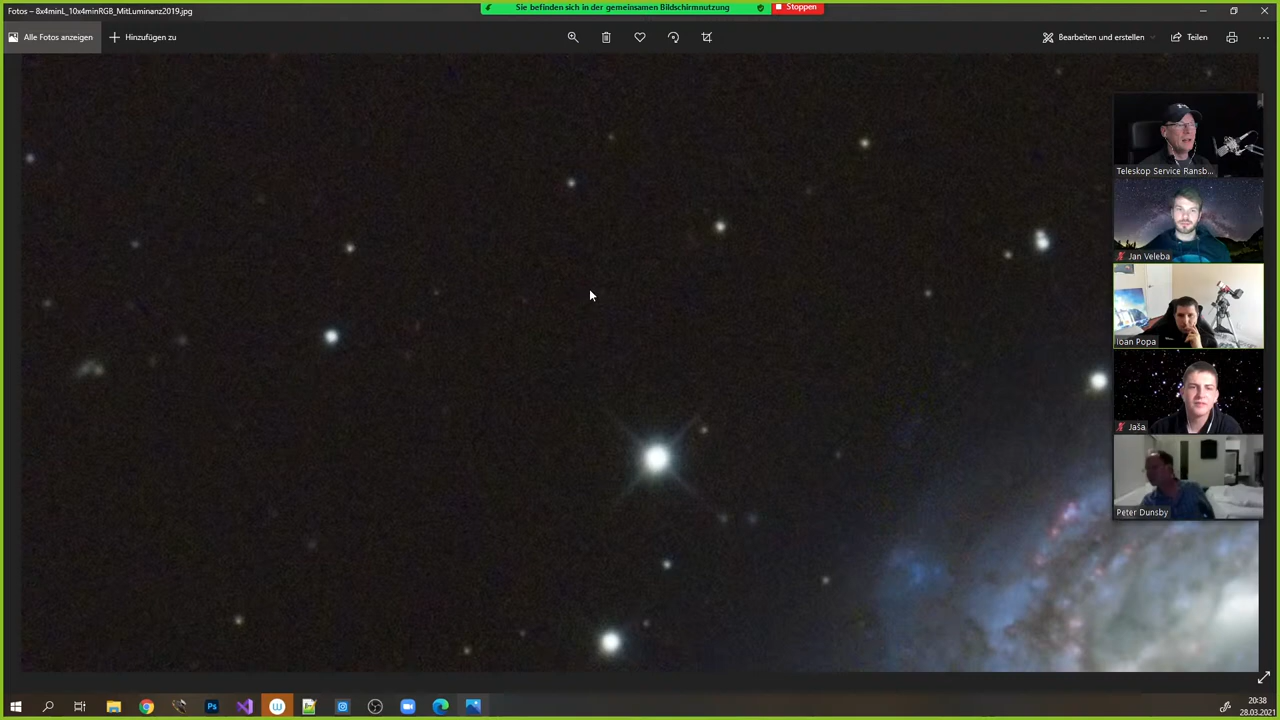 Fotos – 8x4minL_10x4minRGB_MitLuminanz2019.jpg
Sie befinden sich in der gemeinsamen Bildschirmnutzung
Stoppen
Alle Fotos anzeigen
Hinzufügen zu
Bearbeiten und erstellen
Teilen
Teleskop Service Ransb...
Jan Veleba
Ioan Popa
Jaša
Peter Dunsby
Ps
20:38
28.03.2021